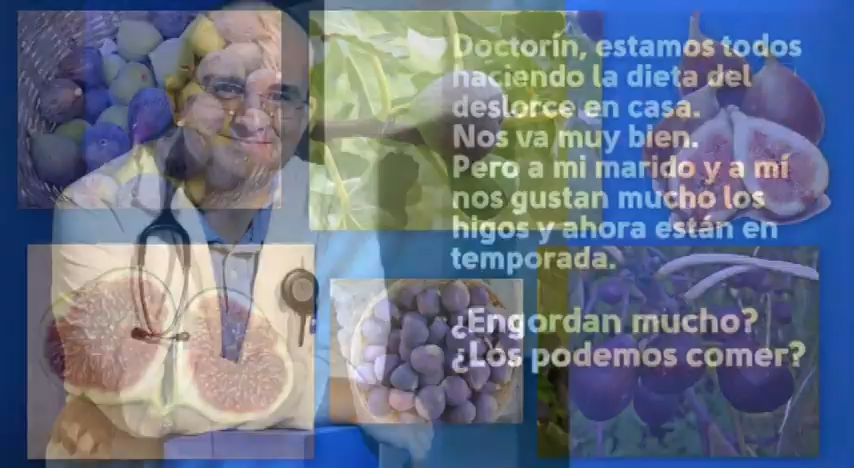 Doctorín, estamos todos
haciendo la dieta del
deslorce en casa.
Nos va muy bien.
Pero a mi marido y a mí
nos gustan mucho los
higos y ahora están en
temporada.
¿Engordan mucho?
¿Los podemos comer?